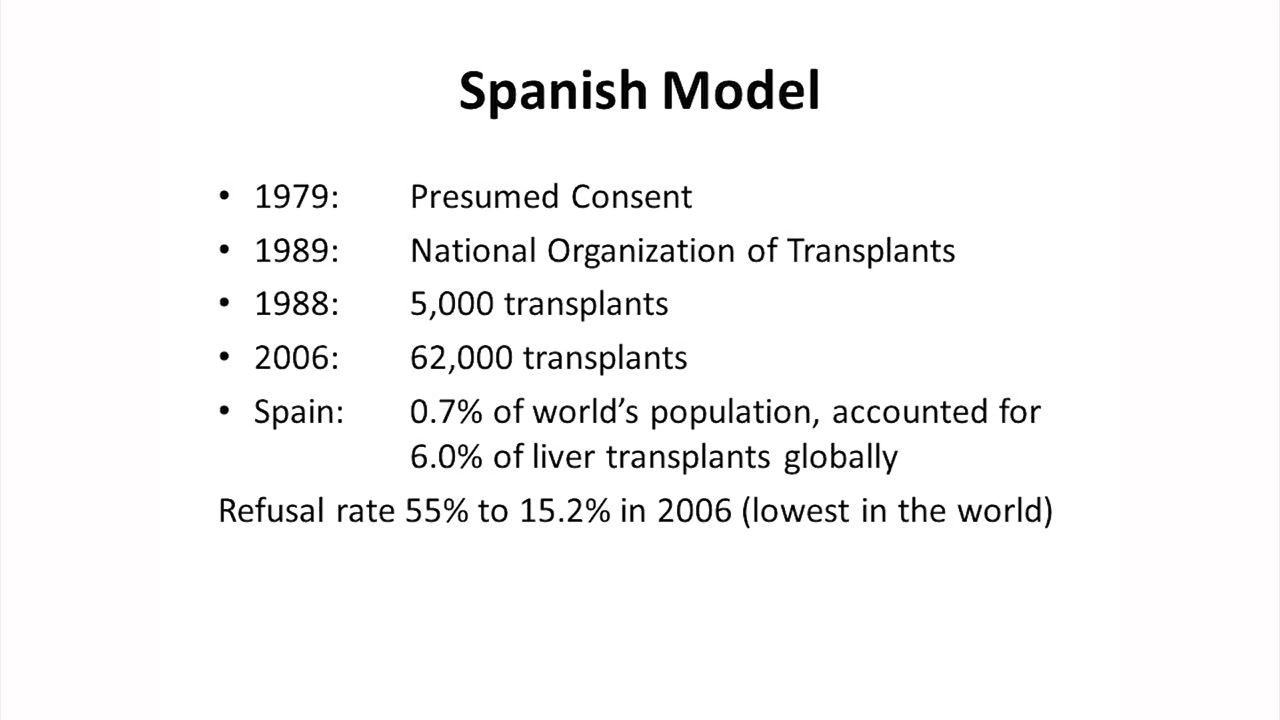 Spanish Model
• 1979: Presumed Consent
• 1989: National Organization of Transplants
• 1988: 5,000 transplants
• 2006: 62,000 transplants
• Spain: 0.7% of world's population, accounted for
6.0% of liver transplants globally
Refusal rate 55% to 15.2% in 2006 (lowest in the world)